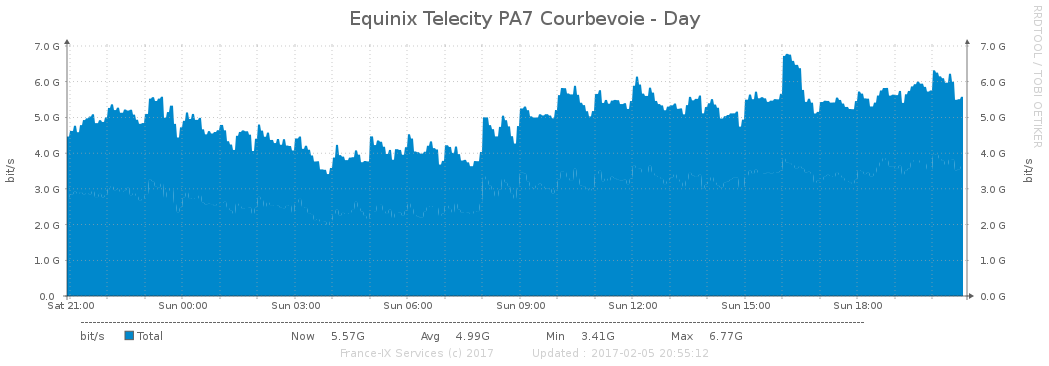 Equinix Telecity PA7 Courbevoie - Day
RRDTOOL / TOBI OETIKER
7.0 G 7.0 G
6.0 G 6.0 G
5.0 G 5.0 G
4.0 G 4.0 G
3.0 G 3.0 G
2.0 G 2.0 G
1.0 G 1.0 G
0.0 0.0 G
bit/s
bit/s
Sat 21:00 Sun 00:00 Sun 03:00 Sun 06:00 Sun 09:00 Sun 12:00 Sun 15:00 Sun 18:00
bit/s Total Now 5.57G Avg 4.99G Min 3.41G Max 6.77G
France-IX Services (c) 2017 Updated : 2017-02-05 20:55:12